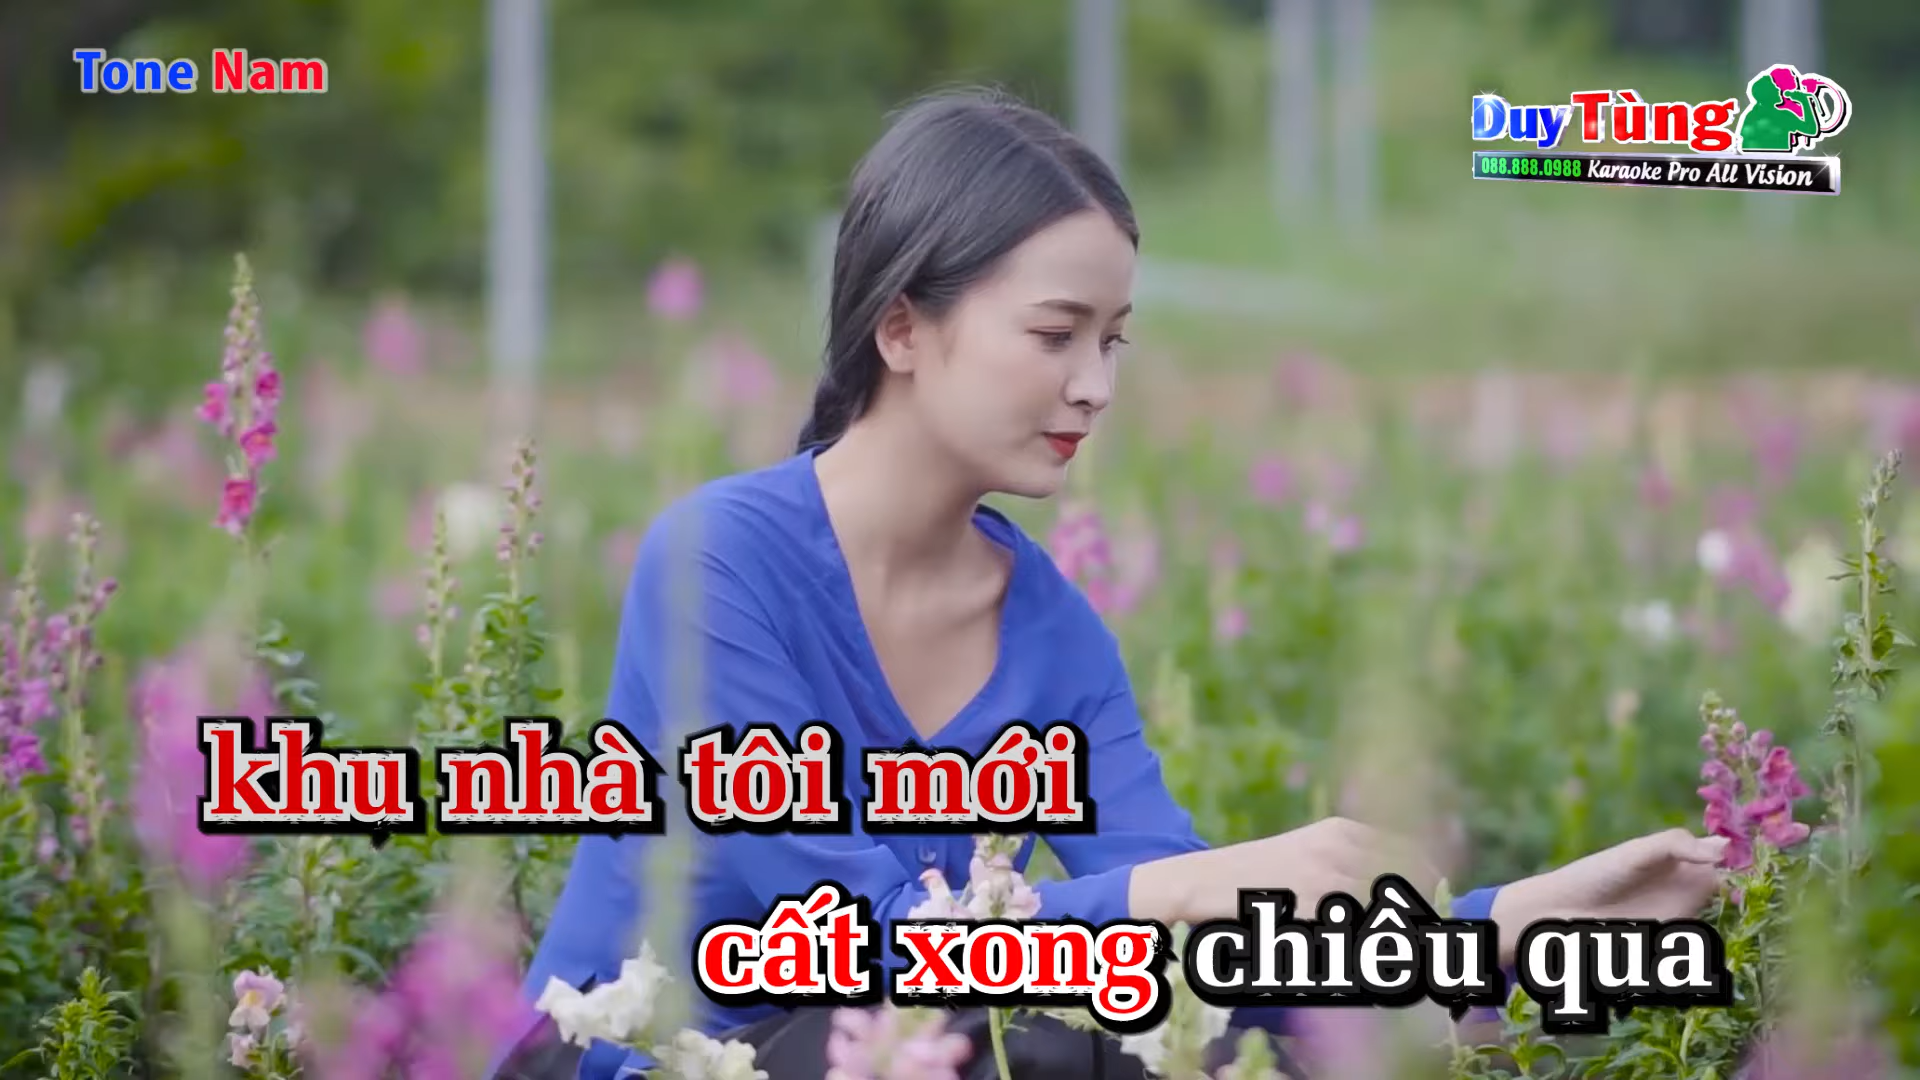 Tone Nam
Duy Tùng
088.888.0988 Karaoke Pro All Vision
khu nhà tôi mới
cất xong chiều qua